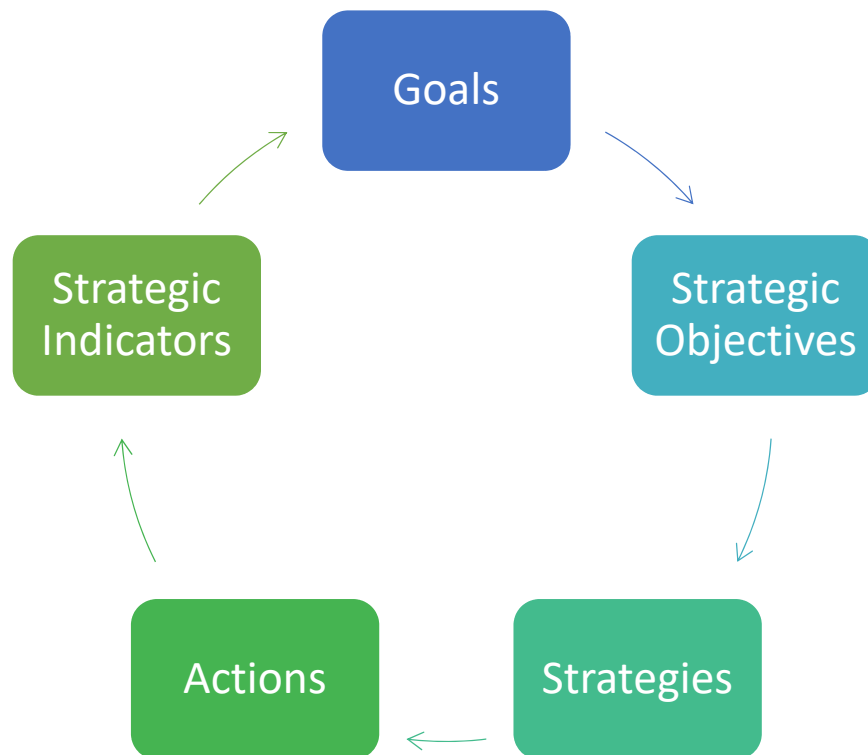 Goals
Strategic
Objectives
Strategies
Actions
Strategic
Indicators